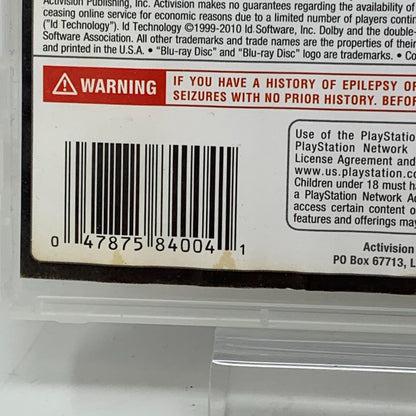 Activision Publishing, Inc. Activision makes no guarantees regarding the availability of
ceasing online service for economic reasons due to a limited number of players contin
("Id Technology"). Id Technology ©1999-2010 Id Software, Inc. Dolby and the double-
Software Association. All other trademarks and trade names are the properties of their
and printed in the U.S.A. • "Blu-ray Disc" and "Blu-ray Disc" logo are trademarks. • Co
WARNING
IF YOU HAVE A HISTORY OF EPILEPSY OF
SEIZURES WITH NO PRIOR HISTORY. BEFOR
Use of the PlayStation
PlayStation Network
License Agreement and
www.us.playstation.co
Children under 18 must ha
a PlayStation Network Ac
access certain content o
features and offerings may
0 47875 84004 1
Activision
PO Box 67713, L